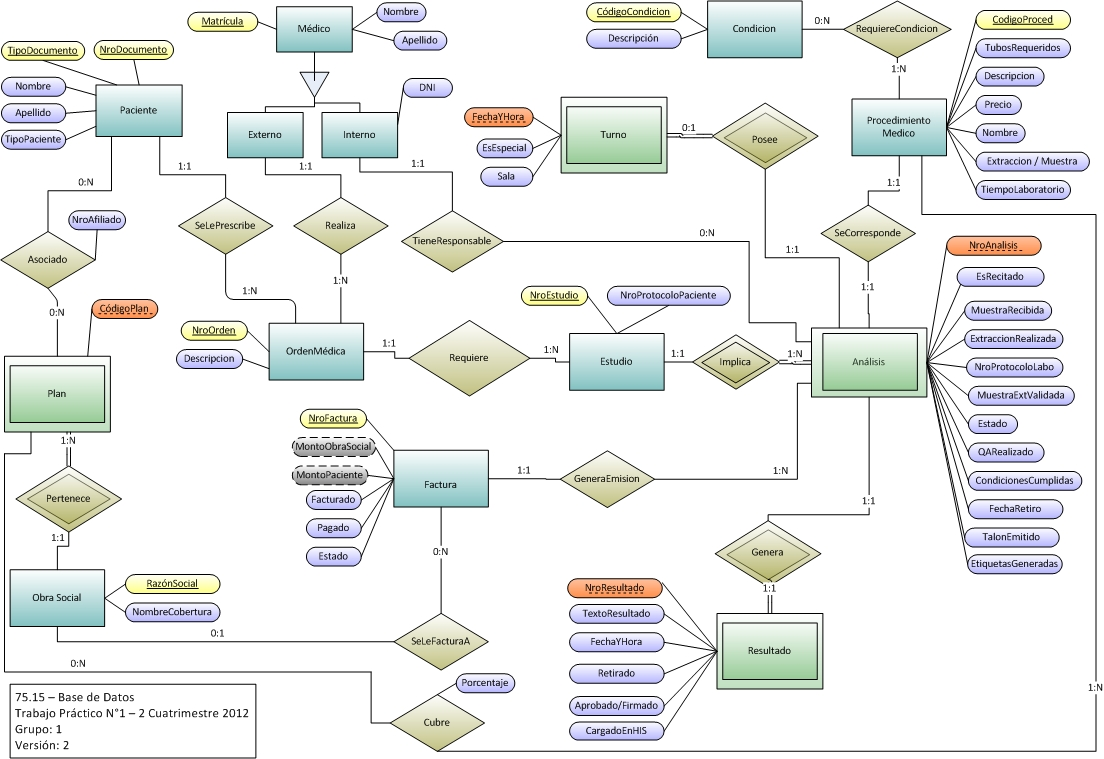 Matrícula
Médico
Nombre
Apellido
CódigoCondicion
Descripción
Condicion
0:N
RequiereCondicion
CodigoProced
TubosRequeridos
Descripcion
Precio
Nombre
Extraccion / Muestra
TiempoLaboratorio
1:N
Procedimiento
Medico
TipoDocumento
NroDocumento
Nombre
Apellido
TipoPaciente
Paciente
DNI
Externo
Interno
FechaYHora
EsEspecial
Sala
Turno
0:1
Posee
1:1
1:1
1:1
1:1
0:N
NroAfiliado
Asociado
0:N
SeLePrescribe
Realiza
TieneResponsable
0:N
1:1
SeCorresponde
1:1
1:N
1:N
NroAnalisis
EsRecitado
MuestraRecibida
ExtraccionRealizada
NroProtocoloLabo
MuestraExtValidada
Estado
QARealizado
CondicionesCumplidas
FechaRetiro
TalonEmitido
EtiquetasGeneradas
CódigoPlan
Plan
NroOrden
Descripcion
OrdenMédica
1:1
Requiere
1:N
NroEstudio
NroProtocoloPaciente
Estudio
1:1
Implica
1:N
Análisis
1:N
Pertenece
1:1
NroFactura
MontoObraSocial
MontoPaciente
Facturado
Pagado
Estado
Factura
1:1
GeneraEmision
1:N
1:1
Genera
1:1
0:N
Obra Social
RazónSocial
NombreCobertura
0:1
SeLeFacturaA
NroResultado
TextoResultado
FechaYHora
Retirado
Aprobado/Firmado
CargadoEnHIS
Resultado
0:N
Porcentaje
Cubre
1:N
75.15 – Base de Datos
Trabajo Práctico N°1 – 2 Cuatrimestre 2012
Grupo: 1
Versión: 2